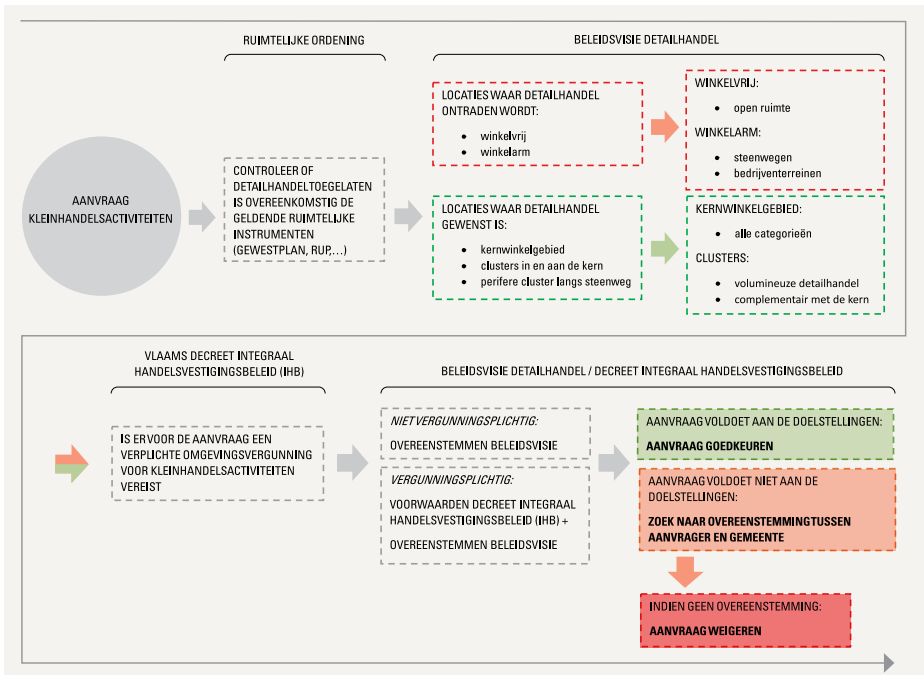 RUIMTELIJKE ORDENING
BELEIDSVISIE DETAILHANDEL
AANVRAAG
KLEINHANDELSACTIVITEITEN
CONTROLEER OF
DETAILHANDELTOEGELATEN
IS OVEREENKOMSTIG DE
GELDENDE RUIMTELIJKE
INSTRUMENTEN
(GEWESTPLAN, RUP,...)
LOCATIES WAAR DETAILHANDEL
ONTRADEN WORDT:
• winkelvrij
• winkelarm
WINKELVRIJ:
• open ruimte
WINKELARM:
• steenwegen
• bedrijventerreinen
LOCATIES WAAR DETAILHANDEL
GEWENST IS:
• kernwinkelgebied
• clusters in en aan de kern
• perifere cluster langs steenweg
KERNWINKELGEBIED:
• alle categorieën
CLUSTERS:
• volumineuze detailhandel
• complementair met de kern
VLAAMS DECREET INTEGRAAL
HANDELSVESTIGINGSBELEID (IHB)
BELEIDSVISIE DETAILHANDEL / DECREET INTEGRAAL HANDELSVESTIGINGSBELEID
IS ER VOOR DE AANVRAAG EEN
VERPLICHTE OMGEVINGSVERGUNNING
VOOR KLEINHANDELSACTIVITEITEN
VEREIST
NIET VERGUNNINGSPLICHTIG:
OVEREENSTEMMEN BELEIDSVISIE
VERGUNNINGSPLICHTIG:
VOORWAARDEN DECREET INTEGRAAL
HANDELSVESTIGINGSBELEID (IHB) +
OVEREENSTEMMEN BELEIDSVISIE
AANVRAAG VOLDOET AAN DE DOELSTELLINGEN:
AANVRAAG GOEDKEUREN
AANVRAAG VOLDOET NIET AAN DE
DOELSTELLINGEN:
ZOEK NAAR OVEREENSTEMMING TUSSEN
AANVRAGER EN GEMEENTE
INDIEN GEEN OVEREENSTEMMING:
AANVRAAG WEIGEREN